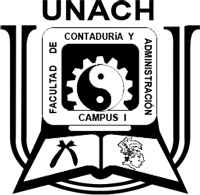 UNACH
FACULTAD DE
CONTADURÍA Y
ADMINISTRACIÓN
CAMPUS I